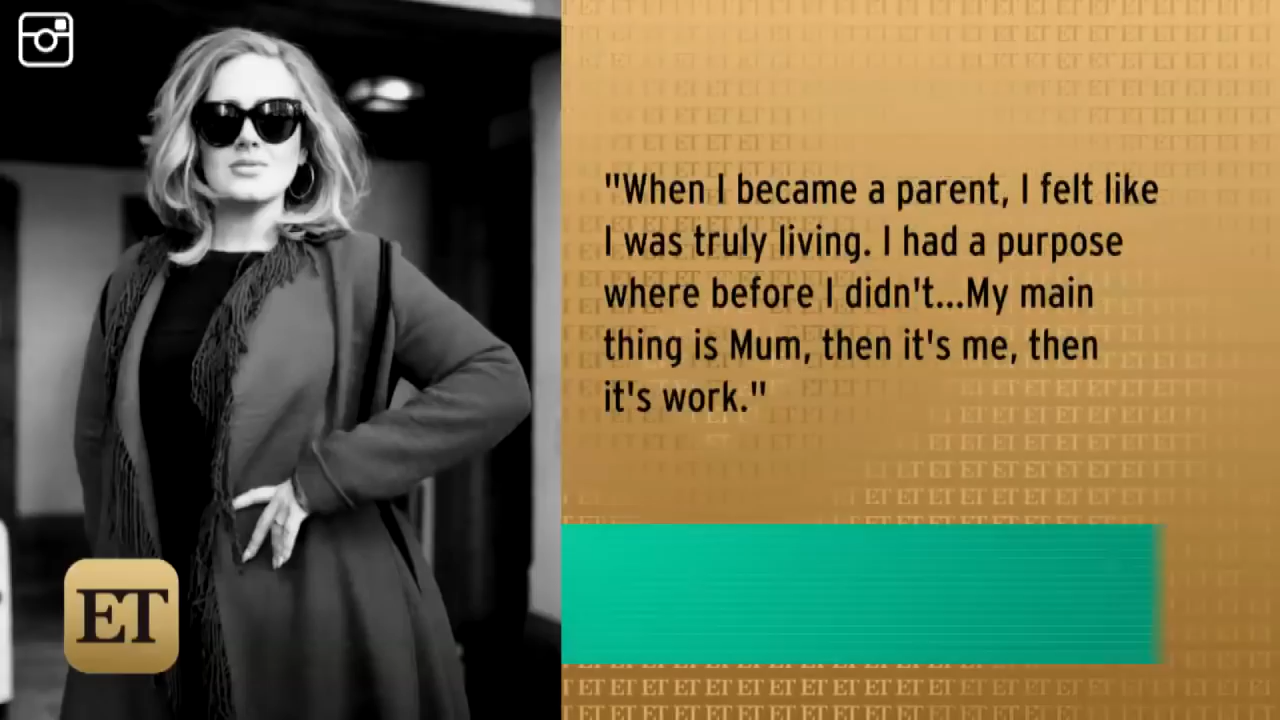 "When I became a parent, I felt like
I was truly living. I had a purpose
where before I didn't...My main
thing is Mum, then it's me, then
it's work."
ET